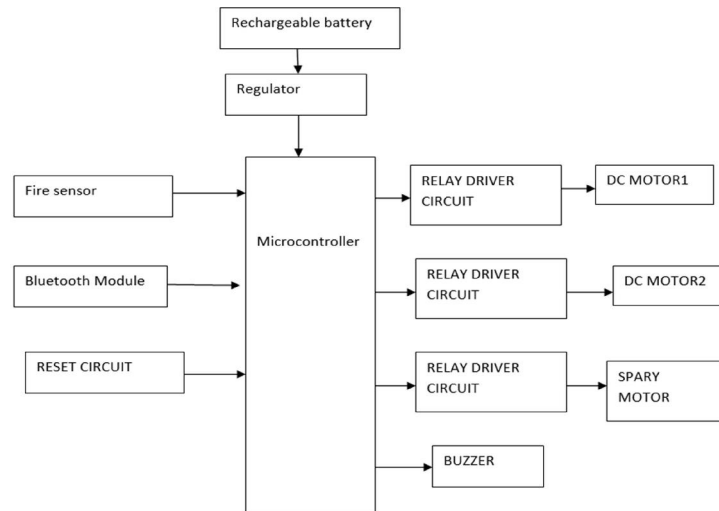 Rechargeable battery
Regulator
Fire sensor
Bluetooth Module
RESET CIRCUIT
Microcontroller
RELAY DRIVER
CIRCUIT
DC MOTOR1
RELAY DRIVER
CIRCUIT
DC MOTOR2
RELAY DRIVER
CIRCUIT
SPARY
MOTOR
BUZZER